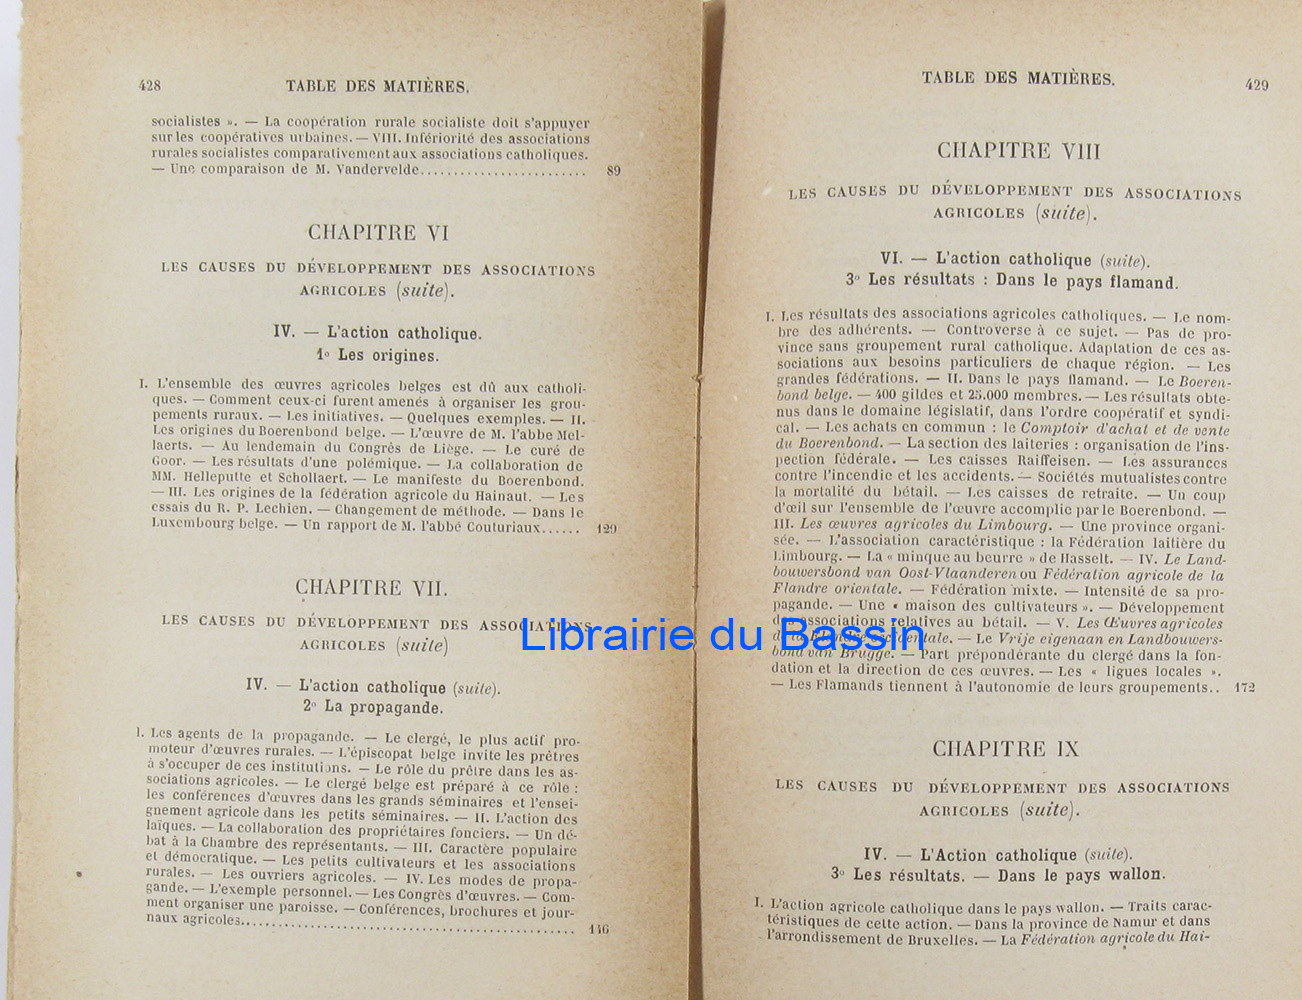 428
TABLE DES MATIÈRES.
socialistes ». — La coopération rurale socialiste doit s'appuyer
sur les coopératives urbaines. — VIII. Infériorité des associations
rurales socialistes comparativement aux associations catholiques.
— Une comparaison de M. Vandervelde........................ 89
CHAPITRE VI
LES CAUSES DU DÉVELOPPEMENT DES ASSOCIATIONS
AGRICOLES (suite).
IV. — L'action catholique.
1o Les origines.
I. L'ensemble des œuvres agricoles belges est dû aux catholi-
ques. — Comment ceux-ci furent amenés à organiser les grou-
pements ruraux. — Les initiatives. — Quelques exemples. — II.
Les origines du Boerenbond belge. — L'œuvre de M. l'abbe Mel-
laerts. — Au lendemain du Congrès de Liège. — Le curé de
Goor. — Les résultats d'une polémique. — La collaboration de
MM. Helleputte et Schollaert. — Le manifeste du Boerenbond.
— III. Les origines de la fédération agricole du Hainaut. — Les
essais du R. P. Lechien. — Changement de méthode. — Dans le
Luxembourg belge. — Un rapport de M. l'abbé Couturiaux...... 129
CHAPITRE VII.
LES CAUSES DU DÉVELOPPEMENT DES ASSOCIATIONS
AGRICOLES (suite)
IV. — L'action catholique (suite).
2o La propagande.
I. Les agents de la propagande. — Le clergé, le plus actif pro-
moteur d'œuvres rurales. — L'épiscopat belge invite les prêtres
à s'occuper de ces institutions. — Le rôle du prêtre dans les as-
sociations agricoles. — Le clergé belge est préparé à ce rôle :
les conférences d'œuvres dans les grands séminaires et l'ensei-
gnement agricole dans les petits séminaires. — II. L'action des
laïques. — La collaboration des propriétaires fonciers. — Un dé-
bat à la Chambre des représentants. — III. Caractère populaire
et démocratique. — Les petits cultivateurs et les associations
rurales. — Les ouvriers agricoles. — IV. Les modes de propa-
gande. — L'exemple personnel. — Les Congrès d'œuvres. — Com-
ment organiser une paroisse. — Conférences, brochures et jour-
naux agricoles.................................................. 146
TABLE DES MATIÈRES.
429
CHAPITRE VIII
LES CAUSES DU DÉVELOPPEMENT DES ASSOCIATIONS
AGRICOLES (suite).
VI. — L'action catholique (suite).
3o Les résultats : Dans le pays flamand.
I. Les résultats des associations agricoles catholiques. — Le nom-
bre des adhérents. — Controverse à ce sujet. — Pas de pro-
vince sans groupement rural catholique. Adaptation de ces as-
sociations aux besoins particuliers de chaque région. — Les
grandes fédérations. — II. Dans le pays flamand. — Le Boeren-
bond belge. — 400 gildes et 25.000 membres. — Les résultats obte-
nus dans le domaine législatif, dans l'ordre coopératif et syndi-
cal. — Les achats en commun : le Comptoir d'achat et de vente
du Boerenbond. — La section des laiteries : organisation de l'ins-
pection fédérale. — Les caisses Raiffeisen. — Les assurances
contre l'incendie et les accidents. — Sociétés mutualistes contre
la mortalité du bétail. — Les caisses de retraite. — Un coup
d'œil sur l'ensemble de l'œuvre accomplie par le Boerenbond. —
III. Les œuvres agricoles du Limbourg. — Une province organi-
sée. — L'association caractéristique : la Fédération laitière du
Limbourg. — La « minque au beurre » de Hasselt. — IV. Le Land-
bouwersbond van Oost-Vlaanderen ou Fédération agricole de la
Flandre orientale. — Fédération mixte. — Intensité de sa pro-
pagande. — Une « maison des cultivateurs ». — Développement
des associations relatives au bétail. — V. Les Œuvres agricoles
de la Flandre occidentale. — Le Vrije eigenaan en Landbouwers-
bond van Brugge. — Part prépondérante du clergé dans la fon-
dation et la direction de ces œuvres. — Les « ligues locales ».
— Les Flamands tiennent à l'autonomie de leurs groupements.. 172
CHAPITRE IX
LES CAUSES DU DÉVELOPPEMENT DES ASSOCIATIONS
AGRICOLES (suite).
IV. — L'Action catholique (suite).
3o Les résultats. — Dans le pays wallon.
I. L'action agricole catholique dans le pays wallon. — Traits carac-
téristiques de cette action. — Dans la province de Namur et dans
l'arrondissement de Bruxelles. — La Fédération agricole du Hai-
Librairie du Bassin